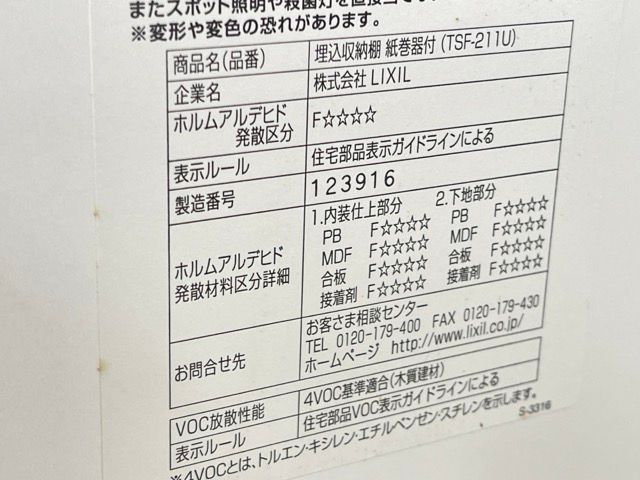 またスポット照明や殺菌灯を直接当て
※変形や変色の恐れがあります。
商品名(品番) 埋込収納棚 紙巻器付 (TSF-211U)
企業名 株式会社 LIXIL
ホルムアルデヒド
発散区分 F☆☆☆☆
表示ルール 住宅部品表示ガイドラインによる
製造番号 123916
ホルムアルデヒド
発散材料区分詳細
1.内装仕上部分 2.下地部分
PB F☆☆☆☆ PB F☆☆☆☆
MDF F☆☆☆☆ MDF F☆☆☆☆
合板 F☆☆☆☆ 合板 F☆☆☆☆
接着剤 F☆☆☆☆ 接着剤 F☆☆☆☆
お問合せ先
お客さま相談センター
TEL 0120-179-400 FAX 0120-179-430
ホームページ http://www.lixil.co.jp/
VOC放散性能 4VOC基準適合(木質建材)
表示ルール 住宅部品VOC表示ガイドラインによる
※4VOCとは、トルエン・キシレン・エチルベンゼン・スチレンを示します。
S-3316